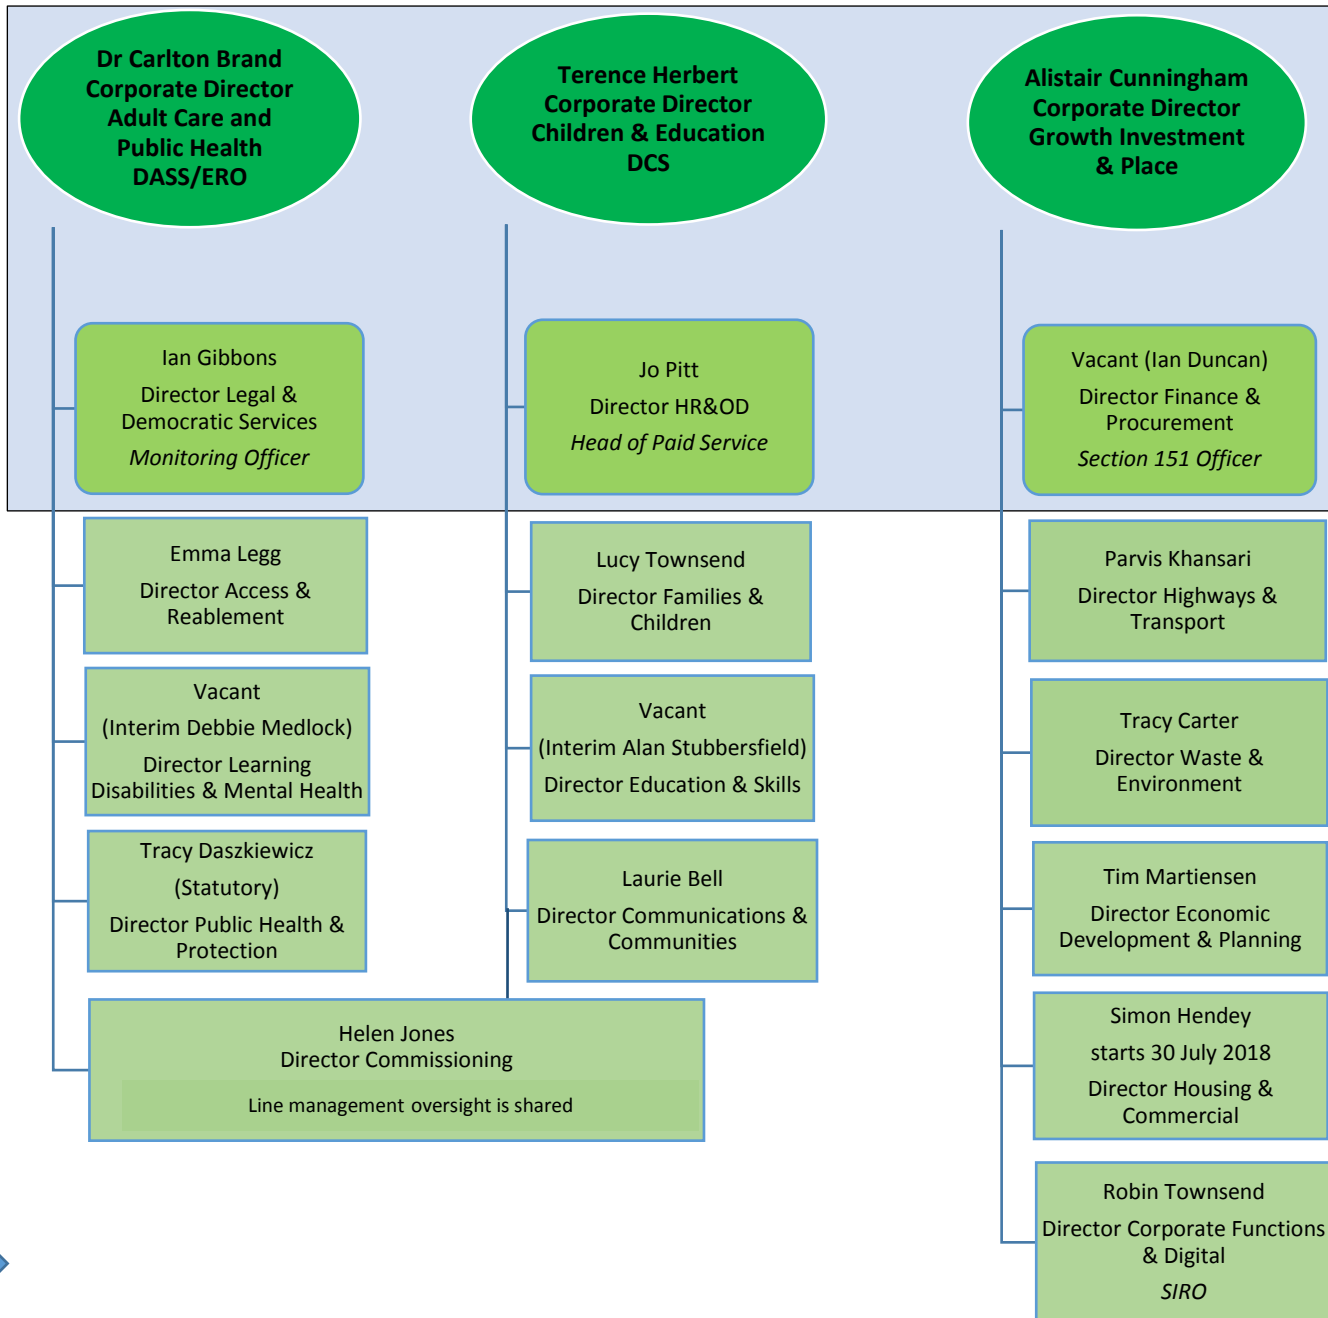 Dr Carlton Brand
Corporate Director
Adult Care and
Public Health
DASS/ERO
Terence Herbert
Corporate Director
Children & Education
DCS
Alistair Cunningham
Corporate Director
Growth Investment
& Place
Ian Gibbons
Director Legal &
Democratic Services
Monitoring Officer
Jo Pitt
Director HR&OD
Head of Paid Service
Vacant (Ian Duncan)
Director Finance &
Procurement
Section 151 Officer
Emma Legg
Director Access &
Reablement
Lucy Townsend
Director Families &
Children
Parvis Khansari
Director Highways &
Transport
Vacant
(Interim Debbie Medlock)
Director Learning
Disabilities & Mental Health
Vacant
(Interim Alan Stubbersfield)
Director Education & Skills
Tracy Carter
Director Waste &
Environment
Tracy Daszkiewicz
(Statutory)
Director Public Health &
Protection
Laurie Bell
Director Communications &
Communities
Tim Martiensen
Director Economic
Development & Planning
Helen Jones
Director Commissioning
Line management oversight is shared
Simon Hendey
starts 30 July 2018
Director Housing &
Commercial
Robin Townsend
Director Corporate Functions
& Digital
SIRO